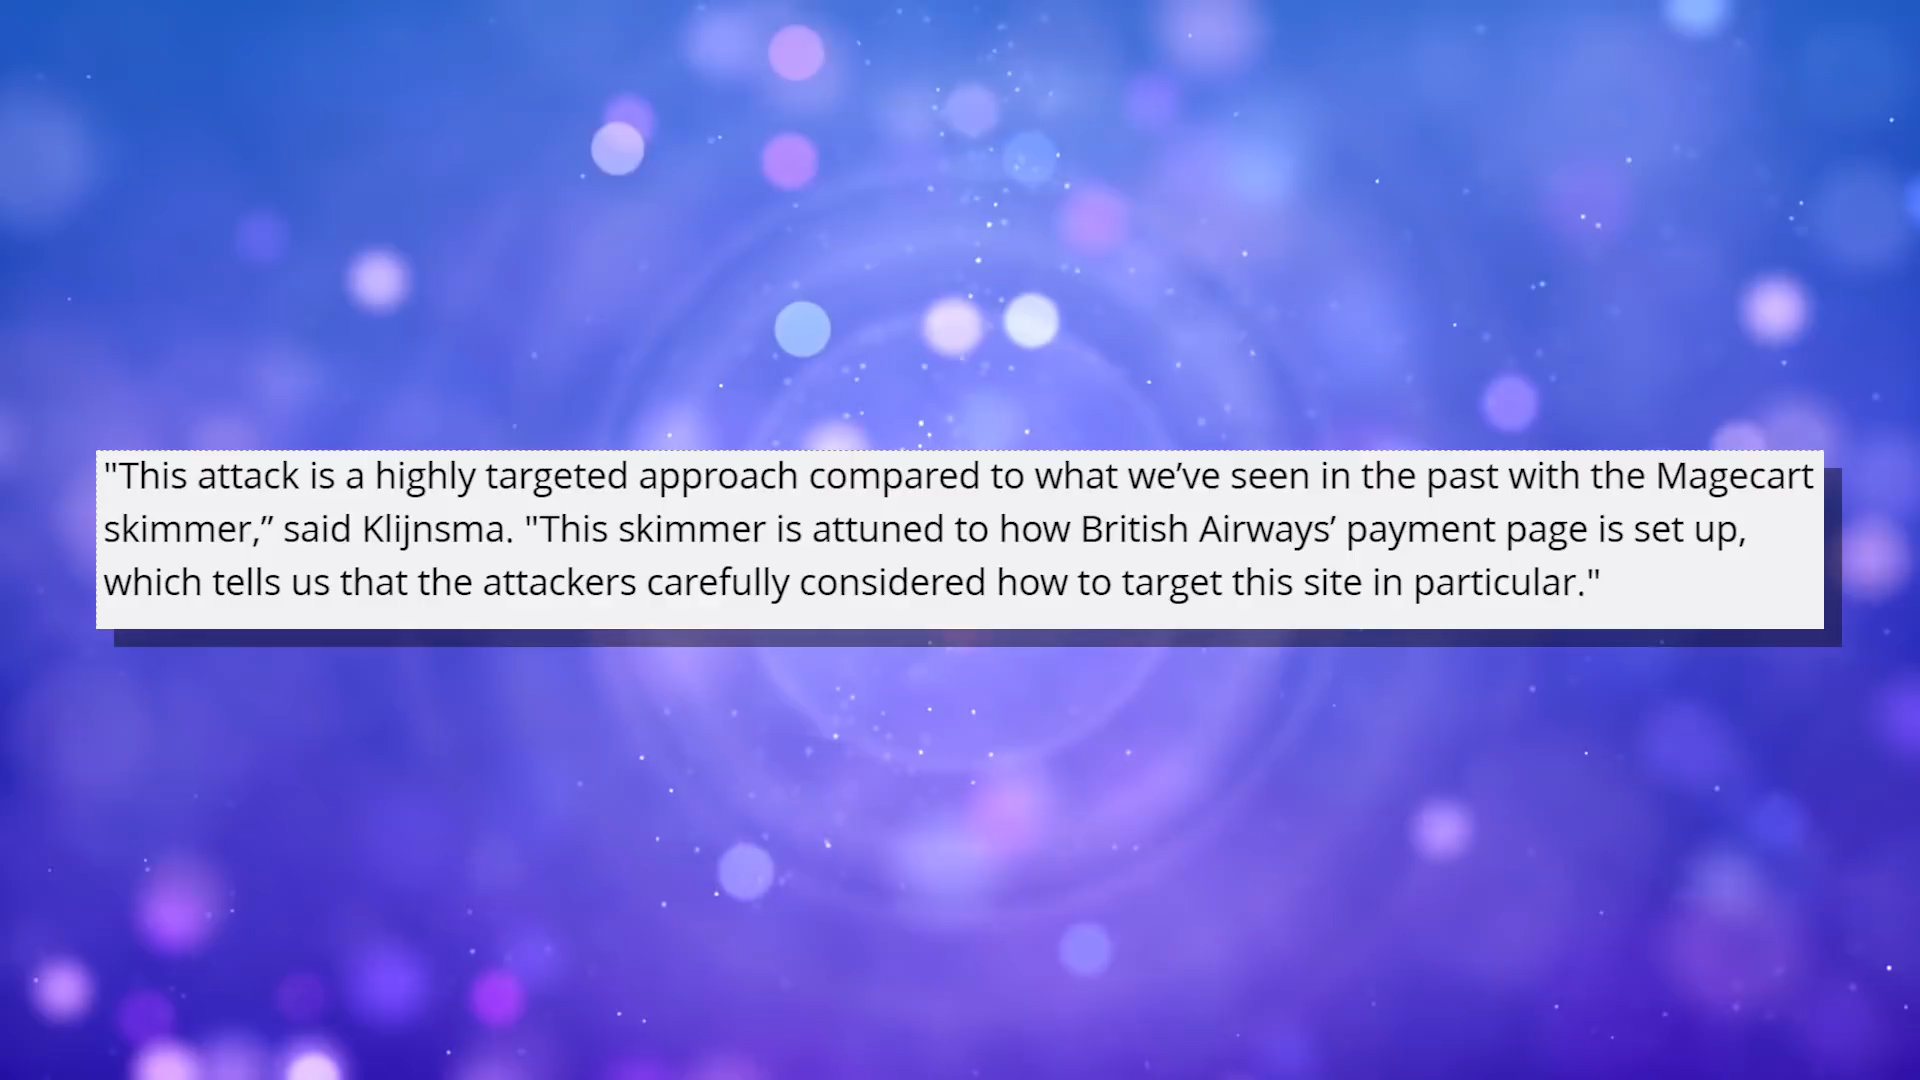 "This attack is a highly targeted approach compared to what we’ve seen in the past with the Magecart
skimmer,” said Klijnsma. "This skimmer is attuned to how British Airways’ payment page is set up,
which tells us that the attackers carefully considered how to target this site in particular."